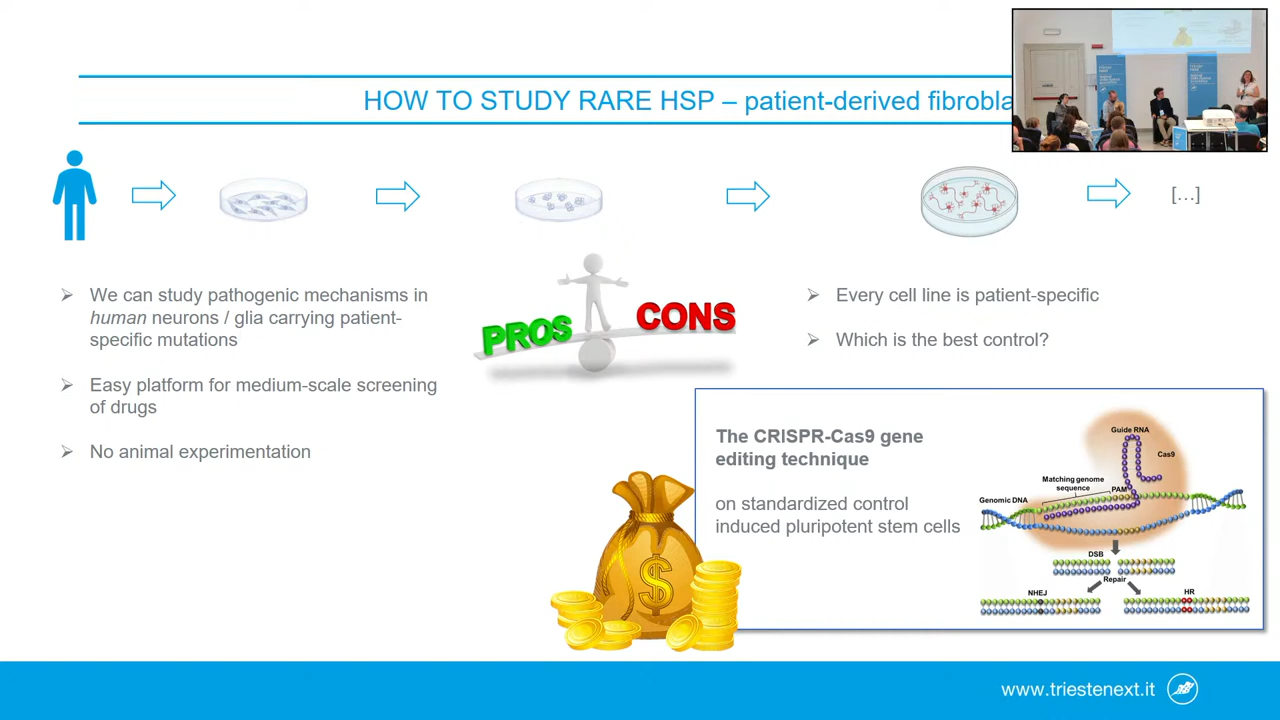 HOW TO STUDY RARE HSP – patient-derived fibrobla
[...]
We can study pathogenic mechanisms in
human neurons / glia carrying patient-
specific mutations
Easy platform for medium-scale screening
of drugs
No animal experimentation
PROS
CONS
Every cell line is patient-specific
Which is the best control?
The CRISPR-Cas9 gene
editing technique
on standardized control
induced pluripotent stem cells
Guide RNA
Cas9
Matching genome
sequence
PAM
Genomic DNA
DSB
Repair
NHEJ
HR
$
www.triestenext.it